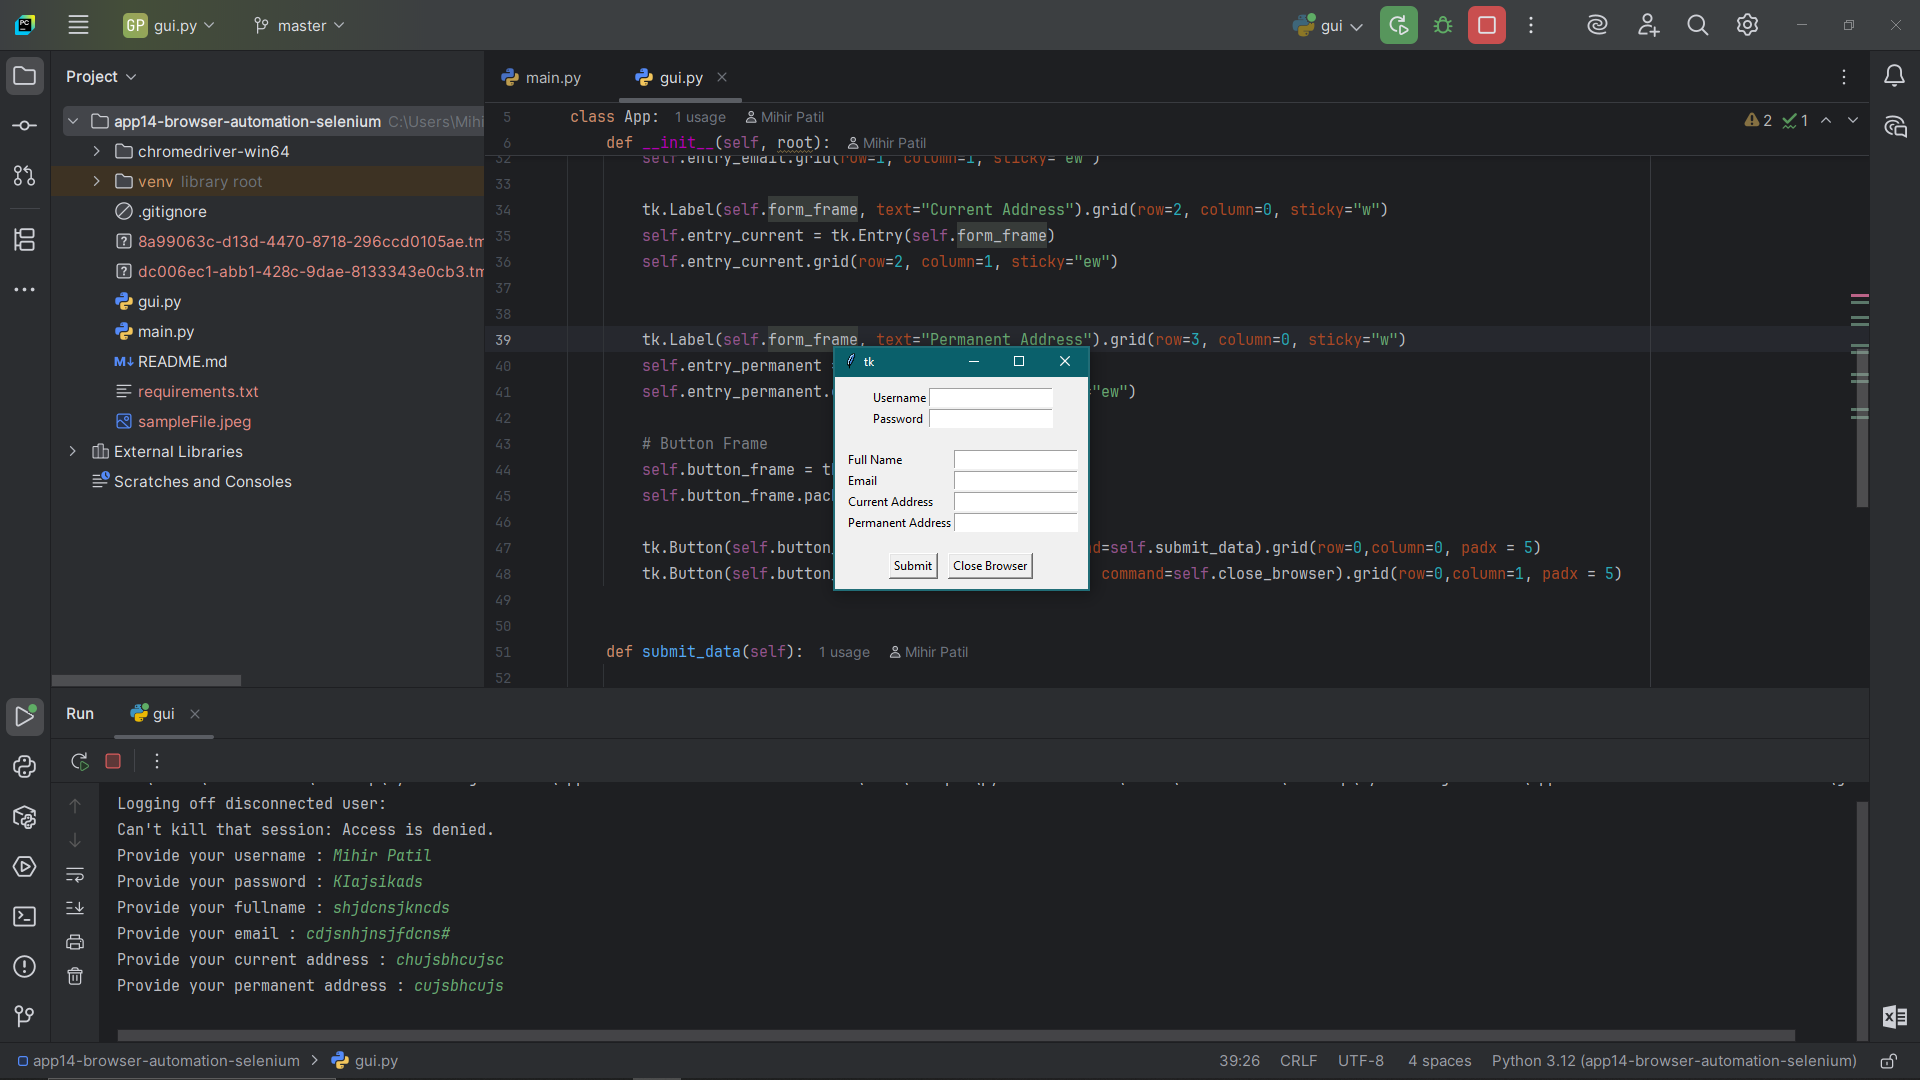 GP gui.py
master
gui
Project
app14-browser-automation-selenium C:\Users\Mihi
chromedriver-win64
venv library root
.gitignore
8a99063c-d13d-4470-8718-296ccd0105ae.tm
dc006ec1-abb1-428c-9dae-8133343e0cb3.tm
gui.py
main.py
README.md
requirements.txt
sampleFile.jpeg
External Libraries
Scratches and Consoles
main.py
gui.py
5 class App: 1 usage Mihir Patil
6 def __init__(self, root): Mihir Patil
2 1
32 self.entry_email.grid(row=1, column=1, sticky="ew")
33
34 tk.Label(self.form_frame, text="Current Address").grid(row=2, column=0, sticky="w")
35 self.entry_current = tk.Entry(self.form_frame)
36 self.entry_current.grid(row=2, column=1, sticky="ew")
37
38
39 tk.Label(self.form_frame, text="Permanent Address").grid(row=3, column=0, sticky="w")
40 self.entry_permanent
41 self.entry_permanent. ="ew")
42
43 # Button Frame
44 self.button_frame = t
45 self.button_frame.pac
46
47 tk.Button(self.button_ d=self.submit_data).grid(row=0,column=0, padx = 5)
48 tk.Button(self.button_ command=self.close_browser).grid(row=0,column=1, padx = 5)
49
50
51 def submit_data(self): 1 usage Mihir Patil
52
tk
Username
Password
Full Name
Email
Current Address
Permanent Address
Submit Close Browser
Run gui
Logging off disconnected user:
Can't kill that session: Access is denied.
Provide your username : Mihir Patil
Provide your password : KIajsikads
Provide your fullname : shjdcnsjkncds
Provide your email : cdjsnhjnsjfdcns#
Provide your current address : chujsbhcujsc
Provide your permanent address : cujsbhcujs
app14-browser-automation-selenium > gui.py
39:26 CRLF UTF-8 4 spaces Python 3.12 (app14-browser-automation-selenium)